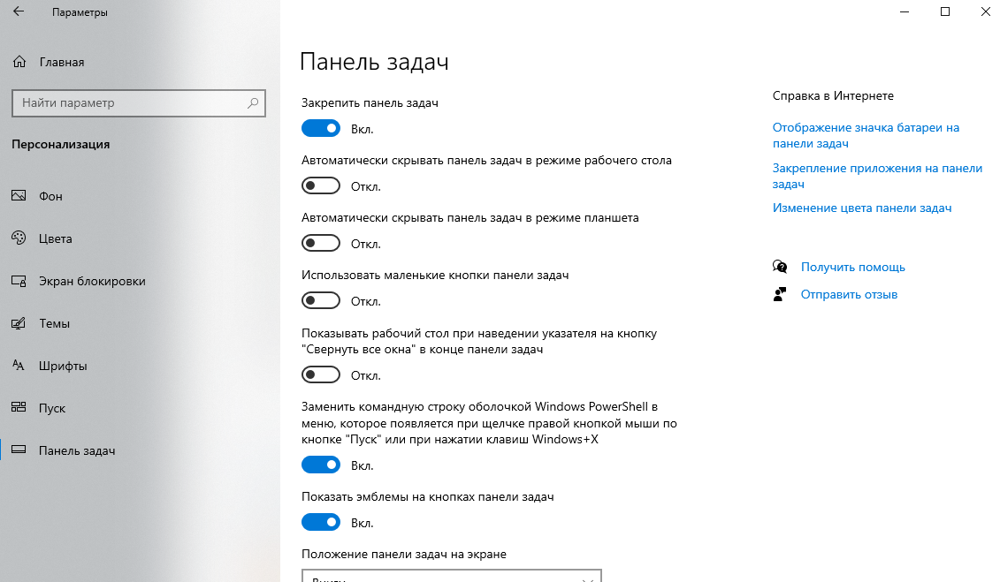 Параметры
Главная
Найти параметр
Персонализация
Фон
Цвета
Экран блокировки
Темы
Шрифты
Пуск
Панель задач
Панель задач
Закрепить панель задач
Вкл.
Автоматически скрывать панель задач в режиме рабочего стола
Откл.
Автоматически скрывать панель задач в режиме планшета
Откл.
Использовать маленькие кнопки панели задач
Откл.
Показывать рабочий стол при наведении указателя на кнопку
"Свернуть все окна" в конце панели задач
Откл.
Заменить командную строку оболочкой Windows PowerShell в
меню, которое появляется при щелчке правой кнопкой мыши по
кнопке "Пуск" или при нажатии клавиш Windows+X
Вкл.
Показать эмблемы на кнопках панели задач
Вкл.
Положение панели задач на экране
Справка в Интернете
Отображение значка батареи на
панели задач
Закрепление приложения на панели
задач
Изменение цвета панели задач
Получить помощь
Отправить отзыв